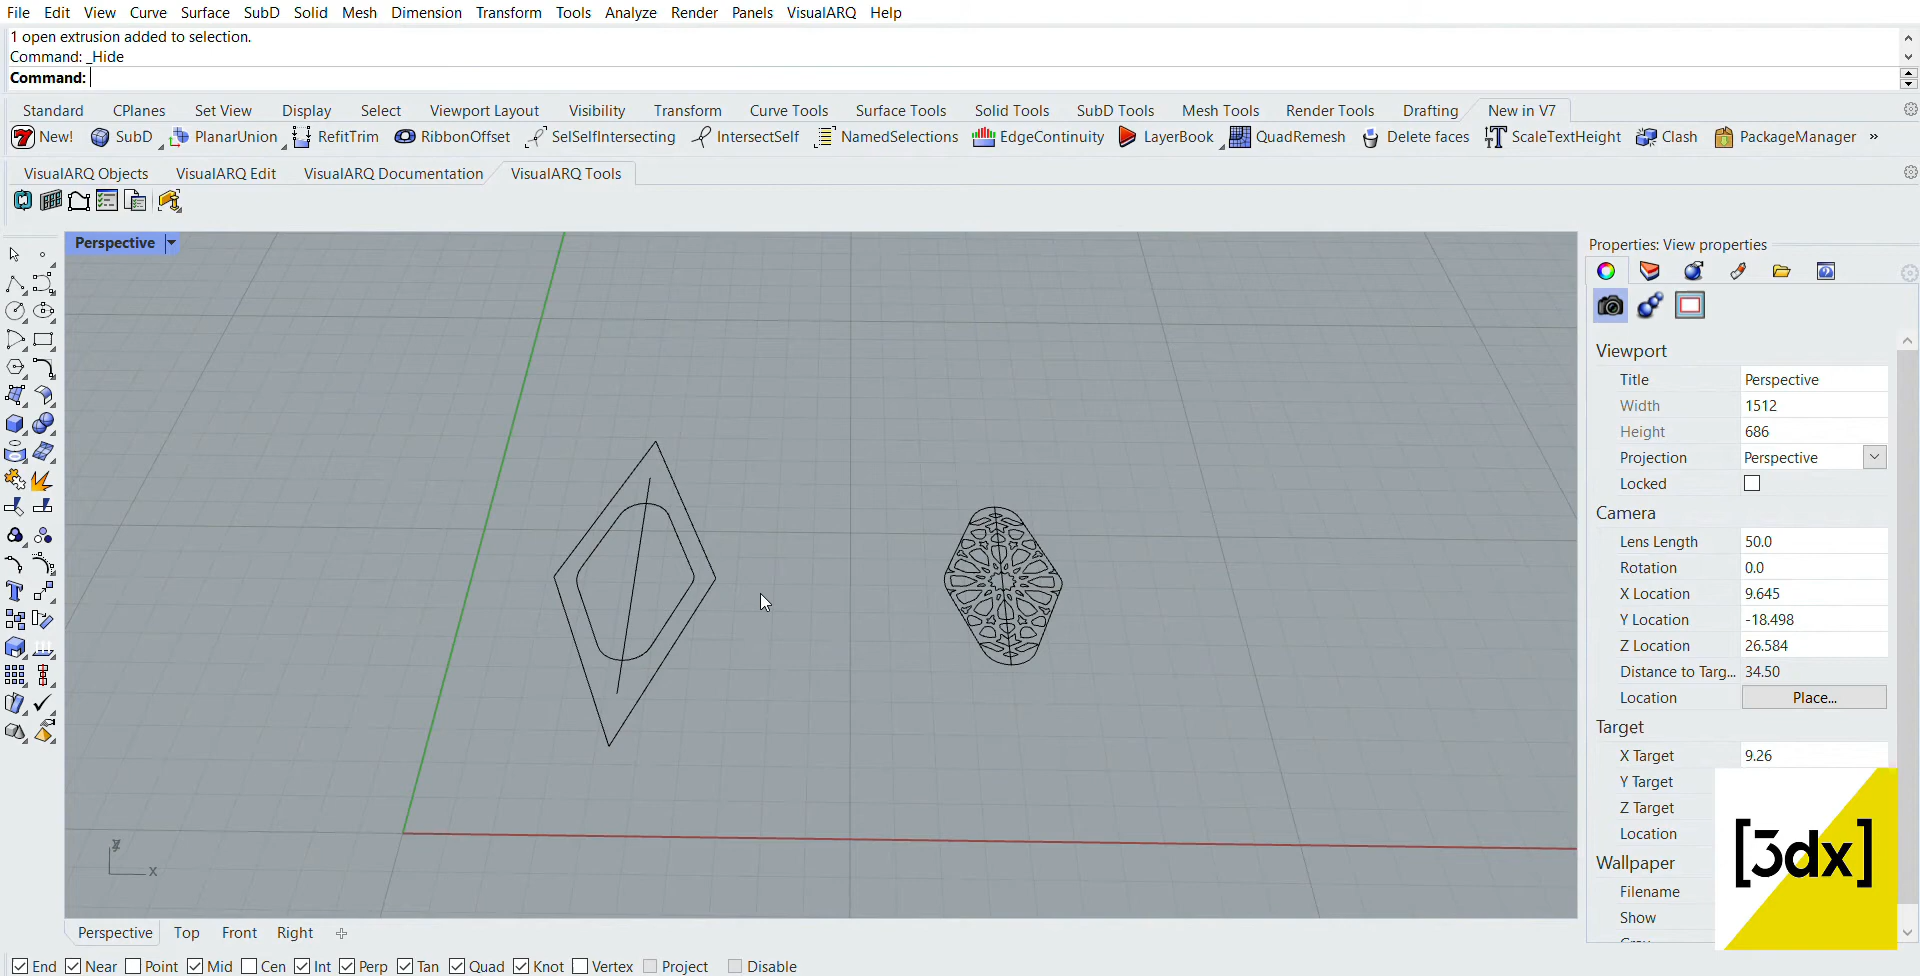 File Edit View Curve Surface SubD Solid Mesh Dimension Transform Tools Analyze Render Panels VisualARQ Help
1 open extrusion added to selection.
Command: _Hide
Command:
Standard CPlanes Set View Display Select Viewport Layout Visibility Transform Curve Tools Surface Tools Solid Tools SubD Tools Mesh Tools Render Tools Drafting New in V7
New! SubD PlanarUnion RefitTrim RibbonOffset SelSelfIntersecting IntersectSelf NamedSelections EdgeContinuity LayerBook QuadRemesh Delete faces ScaleTextHeight Clash PackageManager »
VisualARQ Objects VisualARQ Edit VisualARQ Documentation VisualARQ Tools
Perspective
Properties: View properties
Viewport
Title Perspective
Width 1512
Height 686
Projection Perspective
Locked
Camera
Lens Length 50.0
Rotation 0.0
X Location 9.645
Y Location -18.498
Z Location 26.584
Distance to Targ... 34.50
Location Place...
Target
X Target 9.26
Y Target
Z Target
Location
Wallpaper
Filename
Show
[3dx]
z
x
Perspective Top Front Right
End Near Point Mid Cen Int Perp Tan Quad Knot Vertex Project Disable